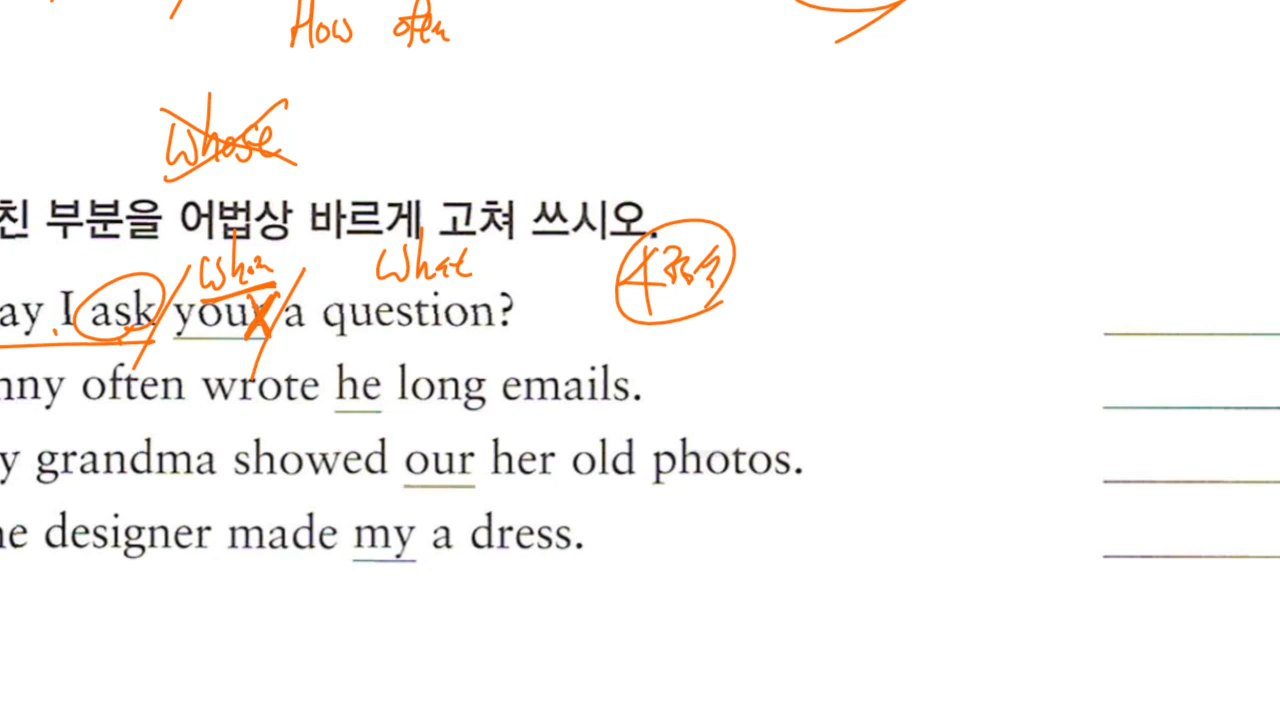 How often
Whose
친 부분을 어법상 바르게 고쳐 쓰시오.
whom What
ay I ask your a question?
nny often wrote he long emails.
y grandma showed our her old photos.
ne designer made my a dress.